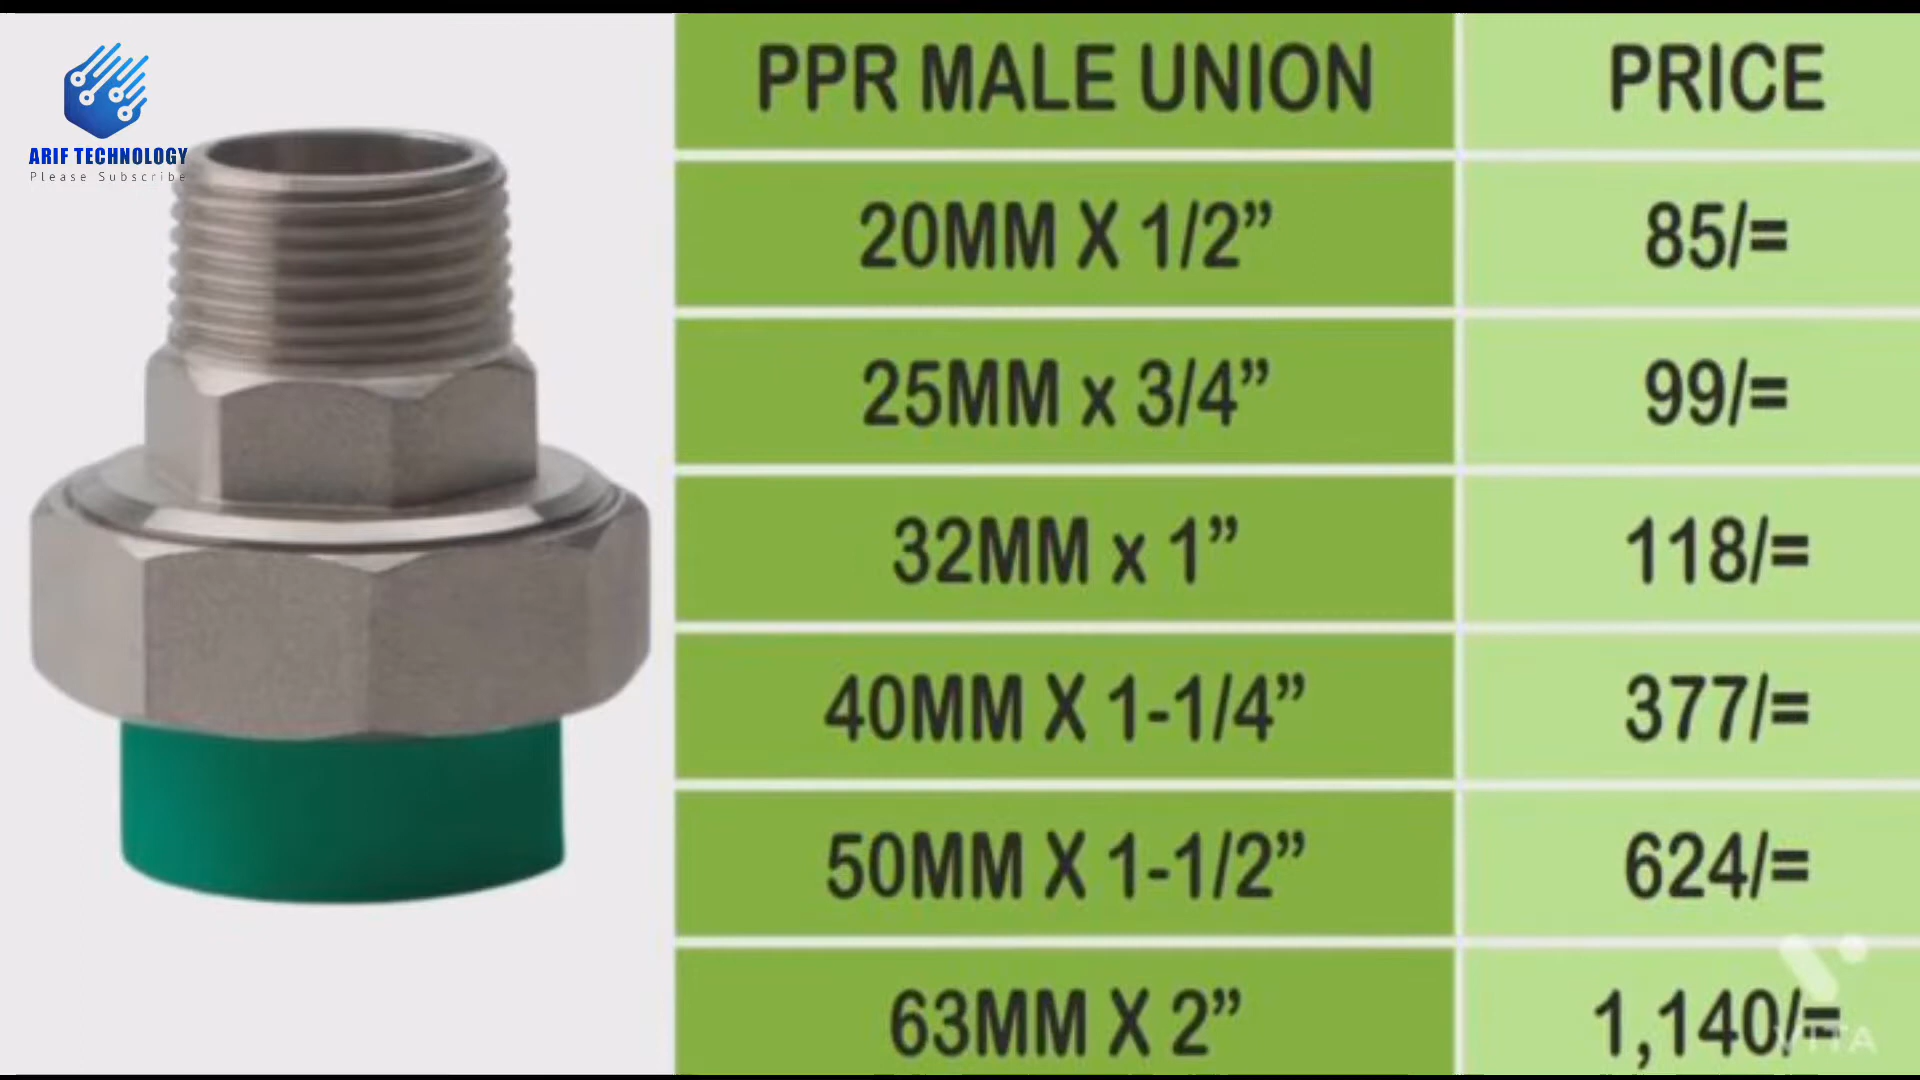 ARIF TECHNOLOGY
Please Subscribe
PPR MALE UNION PRICE
20MM X 1/2” 85/=
25MM x 3/4” 99/=
32MM x 1” 118/=
40MM X 1-1/4” 377/=
50MM X 1-1/2” 624/=
63MM X 2” 1,140/=
VITA